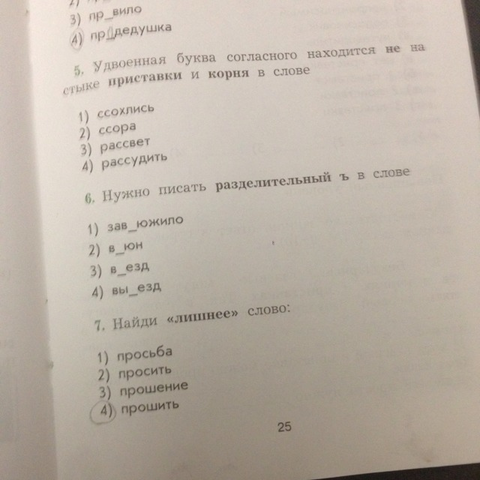 3) пр_вило
4) пр_дедушка
5. Удвоенная буква согласного находится не на
стыке приставки и корня в слове
1) ссохлись
2) ссора
3) рассвет
4) рассудить
6. Нужно писать разделительный ъ в слове
1) зав_южило
2) в_юн
3) в_езд
4) вы_езд
7. Найди «лишнее» слово:
1) просьба
2) просить
3) прошение
4) прошить
25